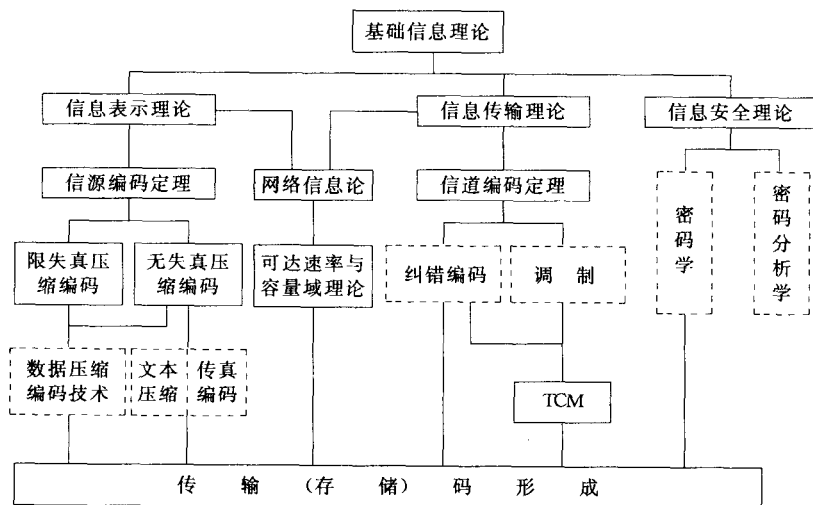 基础信息理论
信息表示理论
信息传输理论
信息安全理论
信源编码定理
网络信息论
信道编码定理
密码学
密码分析学
限失真压
缩编码
无失真压
缩编码
可达速率与
容量域理论
纠错编码
调 制
数据压缩
编码技术
文本
压缩
传真
编码
TCM
传 输 （存 储） 码 形 成